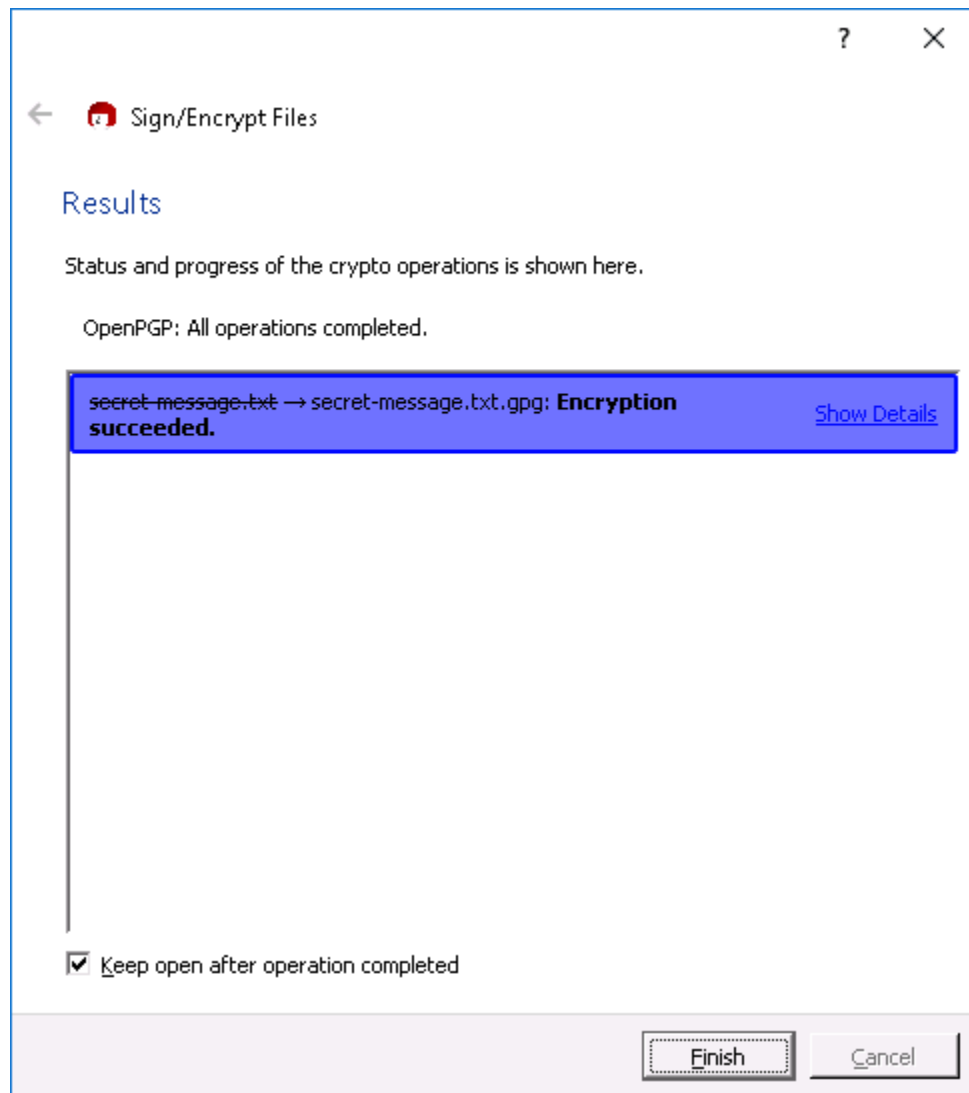 ?
Sign/Encrypt Files
Results
Status and progress of the crypto operations is shown here.
OpenPGP: All operations completed.
secret-message.txt → secret-message.txt.gpg: Encryption
succeeded.
Show Details
Keep open after operation completed
Finish
Cancel